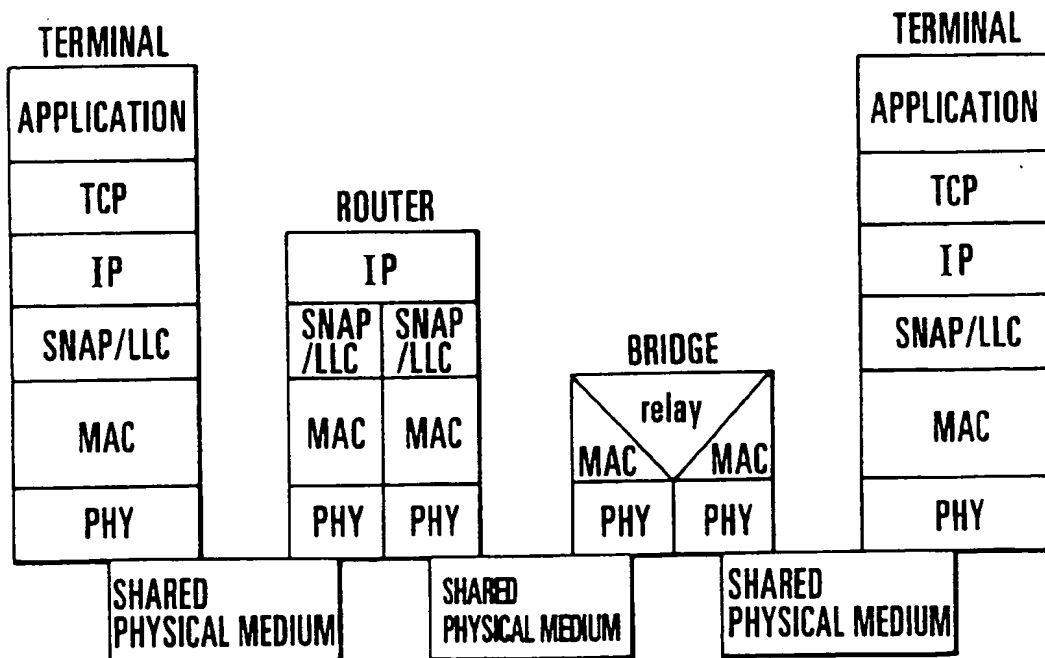 TERMINAL
APPLICATION
TCP
IP
SNAP/LLC
MAC
PHY
ROUTER
IP
SNAP SNAP
/LLC /LLC
MAC MAC
PHY PHY
BRIDGE
relay
MAC MAC
PHY PHY
TERMINAL
APPLICATION
TCP
IP
SNAP/LLC
MAC
PHY
SHARED
PHYSICAL MEDIUM
SHARED
PHYSICAL MEDIUM
SHARED
PHYSICAL MEDIUM